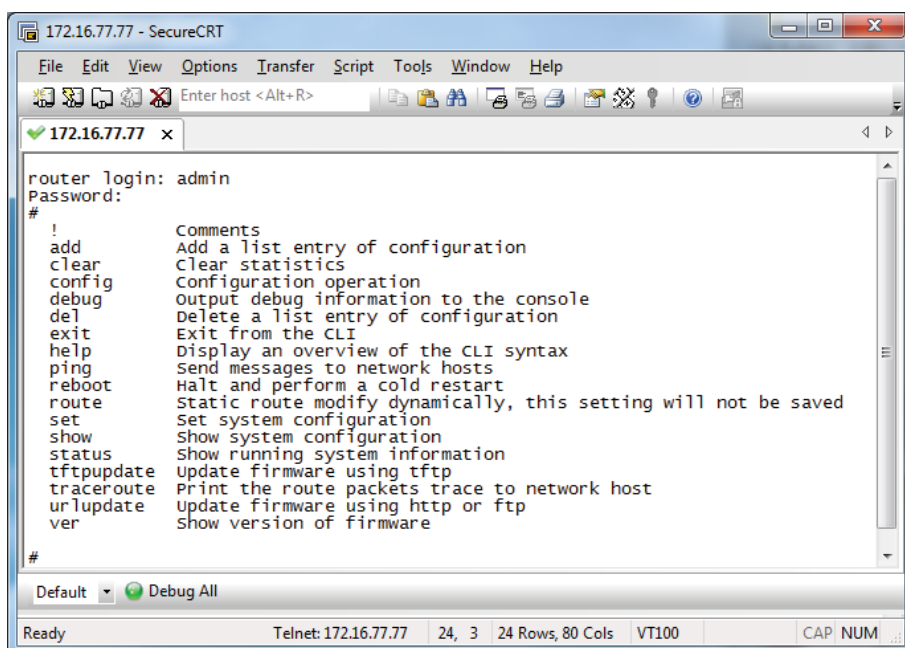 172.16.77.77 - SecureCRT
File Edit View Options Transfer Script Tools Window Help
Enter host <Alt+R>
172.16.77.77 x
router login: admin
Password:
#
! Comments
add Add a list entry of configuration
clear Clear statistics
config Configuration operation
debug Output debug information to the console
del Delete a list entry of configuration
exit Exit from the CLI
help Display an overview of the CLI syntax
ping Send messages to network hosts
reboot Halt and perform a cold restart
route Static route modify dynamically, this setting will not be saved
set Set system configuration
show Show system configuration
status Show running system information
tftpupdate Update firmware using tftp
traceroute Print the route packets trace to network host
urlupdate Update firmware using http or ftp
ver Show version of firmware
#
Default Debug All
Ready Telnet: 172.16.77.77 24, 3 24 Rows, 80 Cols VT100 CAP NUM